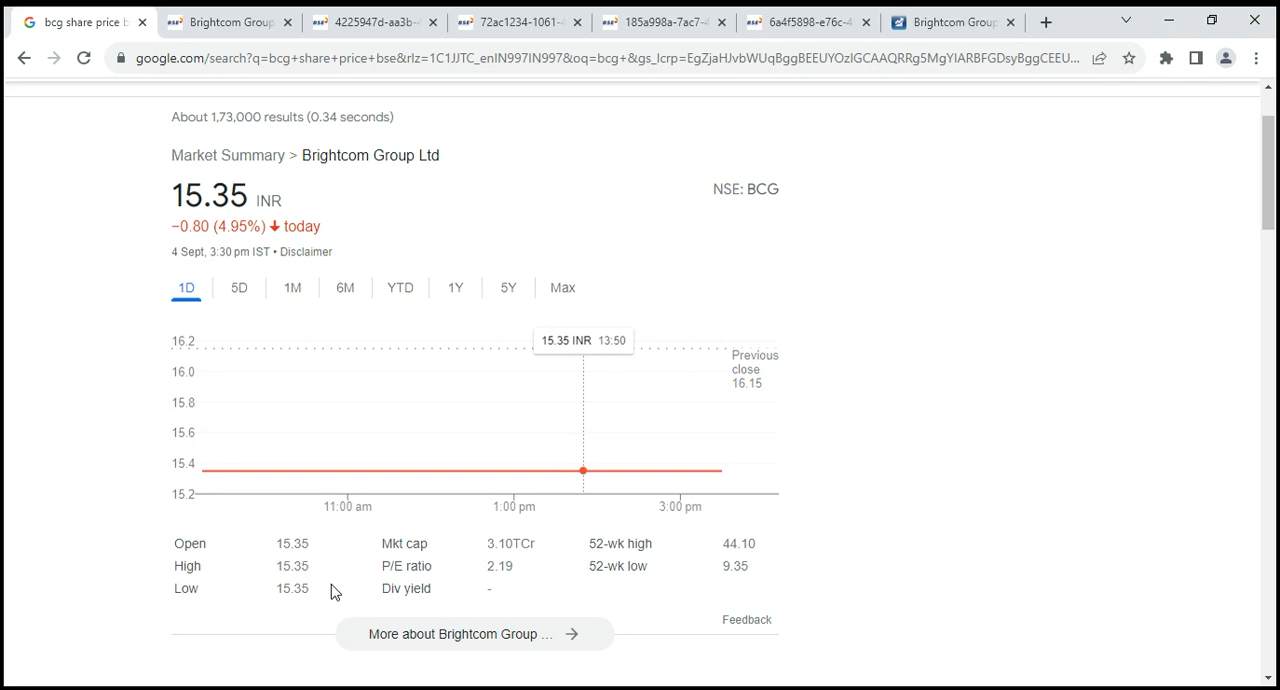 bcg share price b
Brightcom Group
4225947d-aa3b-4
72ac1234-1061-4
185a998a-7ac7-4
6a4f5898-e76c-4
Brightcom Group
google.com/search?q=bcg+share+price+bse&rlz=1C1JJTC_enIN997IN997&oq=bcg+&gs_lcrp=EgZjaHJvbWUqBggBEEUYOzIGCAAQRRg5MgYIARBFGDsyBggCEEU...
About 1,73,000 results (0.34 seconds)
Market Summary > Brightcom Group Ltd
15.35 INR
NSE: BCG
−0.80 (4.95%) ↓ today
4 Sept, 3:30 pm IST • Disclaimer
1D 5D 1M 6M YTD 1Y 5Y Max
15.35 INR 13:50
16.2
16.0
15.8
15.6
15.4
15.2
Previous
close
16.15
11:00 am 1:00 pm 3:00 pm
Open 15.35 Mkt cap 3.10TCr 52-wk high 44.10
High 15.35 P/E ratio 2.19 52-wk low 9.35
Low 15.35 Div yield -
Feedback
More about Brightcom Group ... →